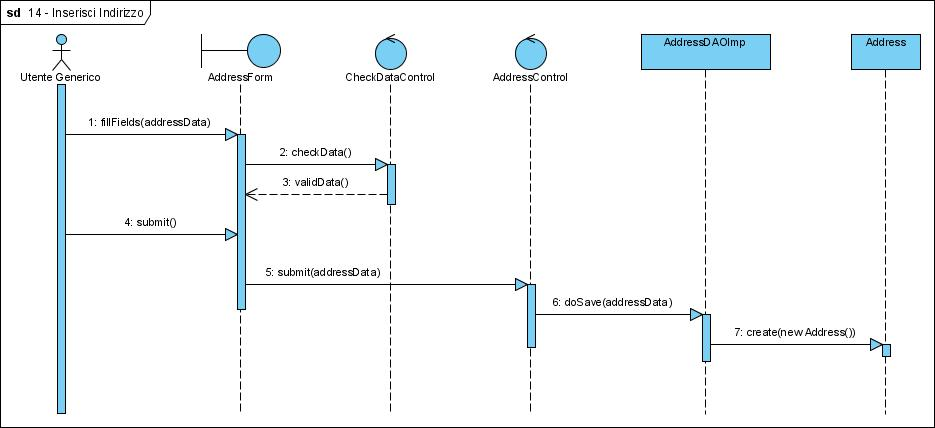 sd 14 - Inserisci Indirizzo
Utente Generico
AddressForm
CheckDataControl
AddressControl
AddressDAOImp
Address
1: fillFields(addressData)
2: checkData()
3: validData()
4: submit()
5: submit(addressData)
6: doSave(addressData)
7: create(new Address())